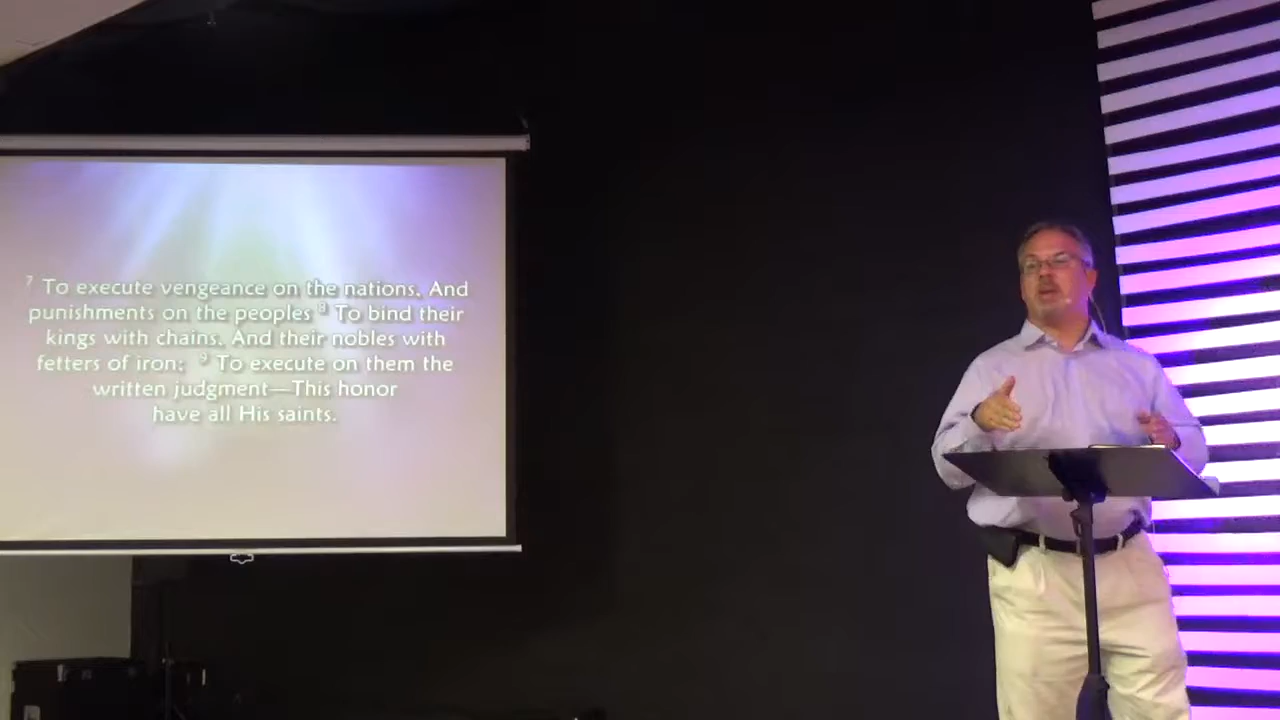 ⁷ To execute vengeance on the nations, And
punishments on the peoples ⁸ To bind their
kings with chains, And their nobles with
fetters of iron; ⁹ To execute on them the
written judgment—This honor
have all His saints.